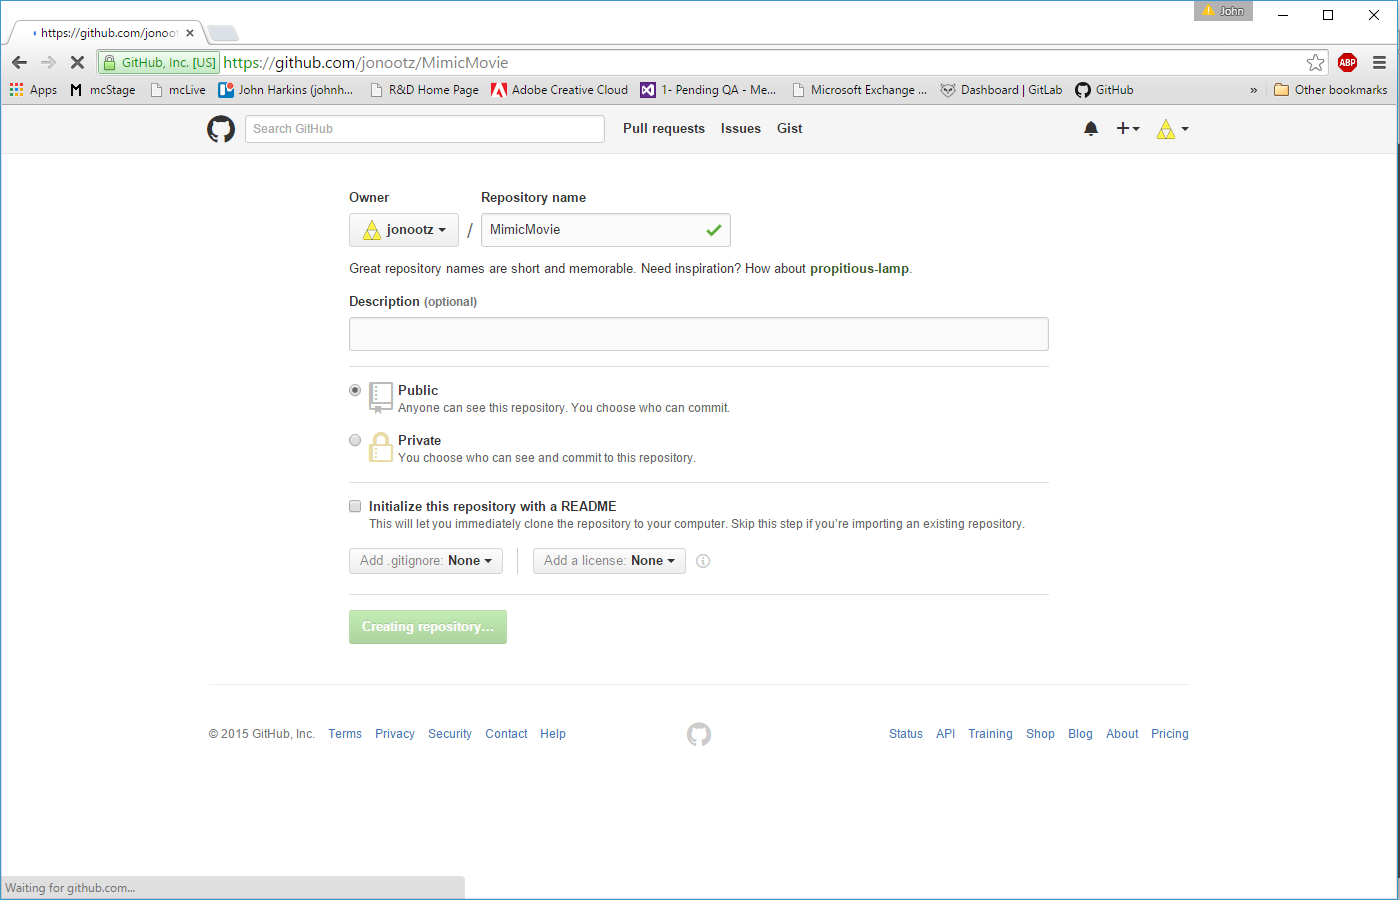 John
https://github.com/jonoot
GitHub, Inc. [US] https://github.com/jonootz/MimicMovie ABP
Apps M mcStage mcLive John Harkins (johnh... R&D Home Page Adobe Creative Cloud 1- Pending QA - Me... Microsoft Exchange ... Dashboard | GitLab GitHub » Other bookmarks
Search GitHub Pull requests Issues Gist
Owner Repository name
jonootz / MimicMovie
Great repository names are short and memorable. Need inspiration? How about propitious-lamp.
Description (optional)
Public
Anyone can see this repository. You choose who can commit.
Private
You choose who can see and commit to this repository.
Initialize this repository with a README
This will let you immediately clone the repository to your computer. Skip this step if you’re importing an existing repository.
Add .gitignore: None Add a license: None
Creating repository…
© 2015 GitHub, Inc. Terms Privacy Security Contact Help Status API Training Shop Blog About Pricing
Waiting for github.com...